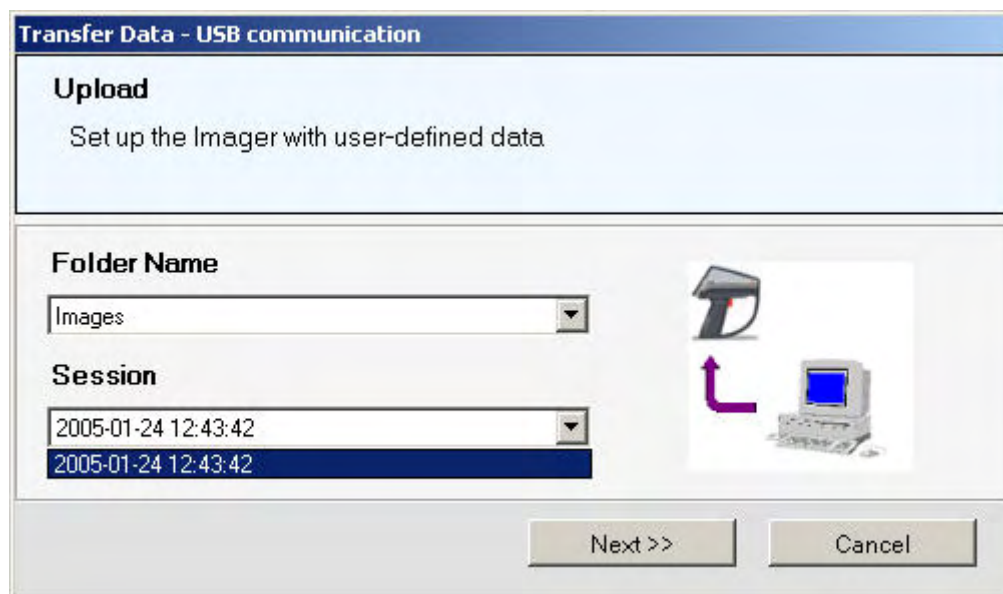 Transfer Data - USB communication
Upload
Set up the Imager with user-defined data
Folder Name
Images
Session
2005-01-24 12:43:42
2005-01-24 12:43:42
Next >>
Cancel